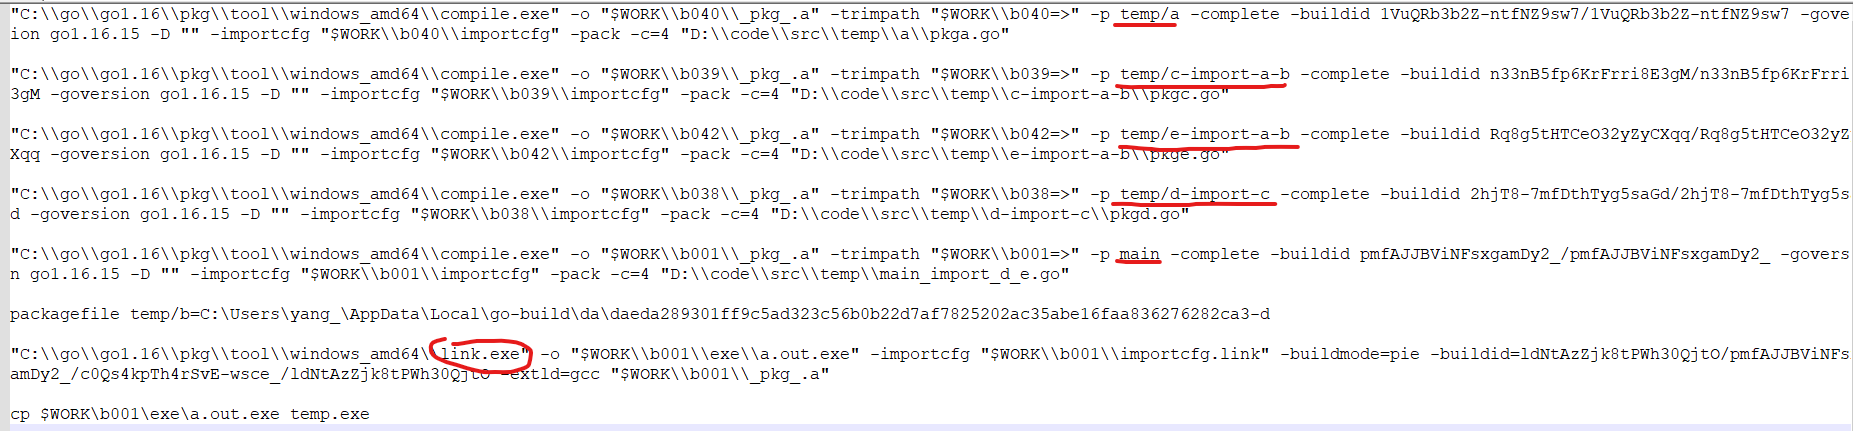 "C:\\go\\go1.16\\pkg\\tool\\windows_amd64\\compile.exe" -o "$WORK\\b040\\_pkg_.a" -trimpath "$WORK\\b040=>" -p temp/a -complete -buildid 1VuQRb3b2Z-ntfNZ9sw7/1VuQRb3b2Z-ntfNZ9sw7 -gove
ion go1.16.15 -D "" -importcfg "$WORK\\b040\\importcfg" -pack -c=4 "D:\\code\\src\\temp\\a\\pkga.go"
"C:\\go\\go1.16\\pkg\\tool\\windows_amd64\\compile.exe" -o "$WORK\\b039\\_pkg_.a" -trimpath "$WORK\\b039=>" -p temp/c-import-a-b -complete -buildid n33nB5fp6KrFrri8E3gM/n33nB5fp6KrFrri
3gM -goversion go1.16.15 -D "" -importcfg "$WORK\\b039\\importcfg" -pack -c=4 "D:\\code\\src\\temp\\c-import-a-b\\pkgc.go"
"C:\\go\\go1.16\\pkg\\tool\\windows_amd64\\compile.exe" -o "$WORK\\b042\\_pkg_.a" -trimpath "$WORK\\b042=>" -p temp/e-import-a-b -complete -buildid Rq8g5tHTCeO32yZyCXqq/Rq8g5tHTCeO32yZ
Xqq -goversion go1.16.15 -D "" -importcfg "$WORK\\b042\\importcfg" -pack -c=4 "D:\\code\\src\\temp\\e-import-a-b\\pkge.go"
"C:\\go\\go1.16\\pkg\\tool\\windows_amd64\\compile.exe" -o "$WORK\\b038\\_pkg_.a" -trimpath "$WORK\\b038=>" -p temp/d-import-c -complete -buildid 2hjT8-7mfDthTyg5saGd/2hjT8-7mfDthTyg5s
d -goversion go1.16.15 -D "" -importcfg "$WORK\\b038\\importcfg" -pack -c=4 "D:\\code\\src\\temp\\d-import-c\\pkgd.go"
"C:\\go\\go1.16\\pkg\\tool\\windows_amd64\\compile.exe" -o "$WORK\\b001\\_pkg_.a" -trimpath "$WORK\\b001=>" -p main -complete -buildid pmfAJJBViNFsxgamDy2_/pmfAJJBViNFsxgamDy2_ -govers
n go1.16.15 -D "" -importcfg "$WORK\\b001\\importcfg" -pack -c=4 "D:\\code\\src\\temp\\main_import_d_e.go"
packagefile temp/b=C:\Users\yang_\AppData\Local\go-build\da\daeda289301ff9c5ad323c56b0b22d7af7825202ac35abe16faa836276282ca3-d
"C:\\go\\go1.16\\pkg\\tool\\windows_amd64\\link.exe" -o "$WORK\\b001\\exe\\a.out.exe" -importcfg "$WORK\\b001\\importcfg.link" -buildmode=pie -buildid=ldNtAzZjk8tPWh30QjtO/pmfAJJBViNFs
amDy2_/c0Qs4kpTh4rSvE-wsce_/ldNtAzZjk8tPWh30QjtO -extld=gcc "$WORK\\b001\\_pkg_.a"
cp $WORK\b001\exe\a.out.exe temp.exe